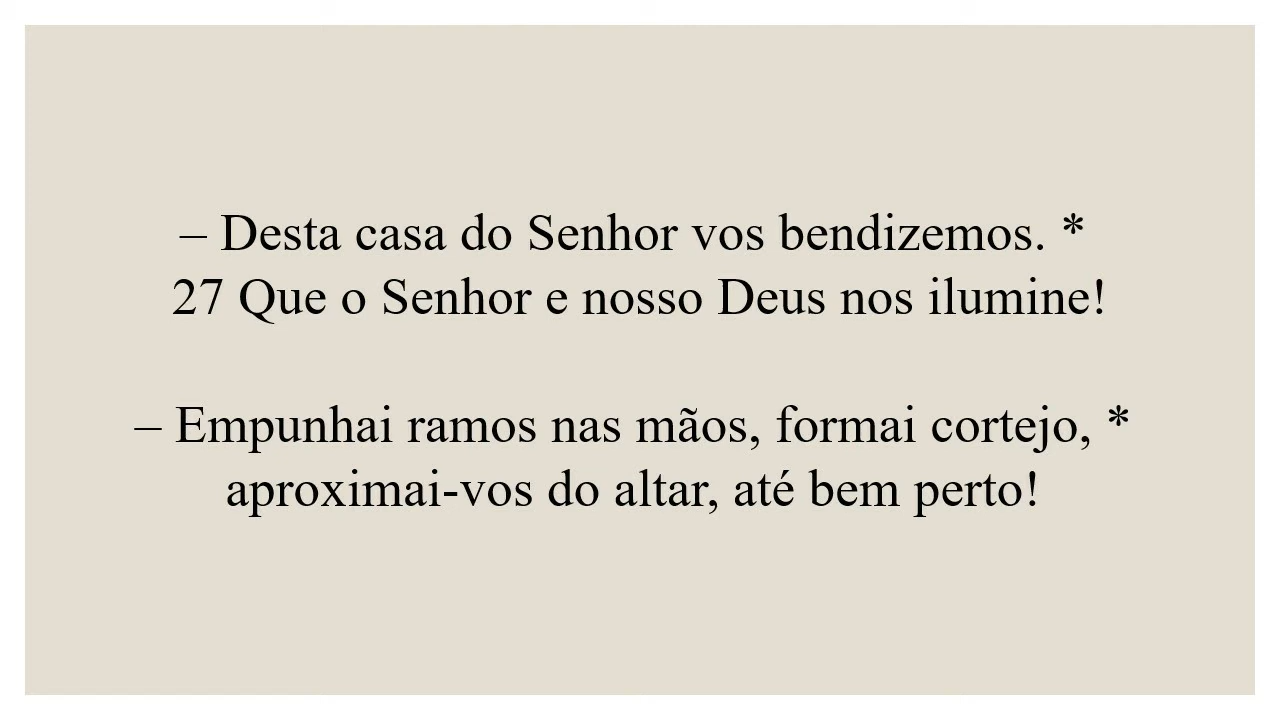 – Desta casa do Senhor vos bendizemos. *
27 Que o Senhor e nosso Deus nos ilumine!
– Empunhai ramos nas mãos, formai cortejo, *
aproximai-vos do altar, até bem perto!